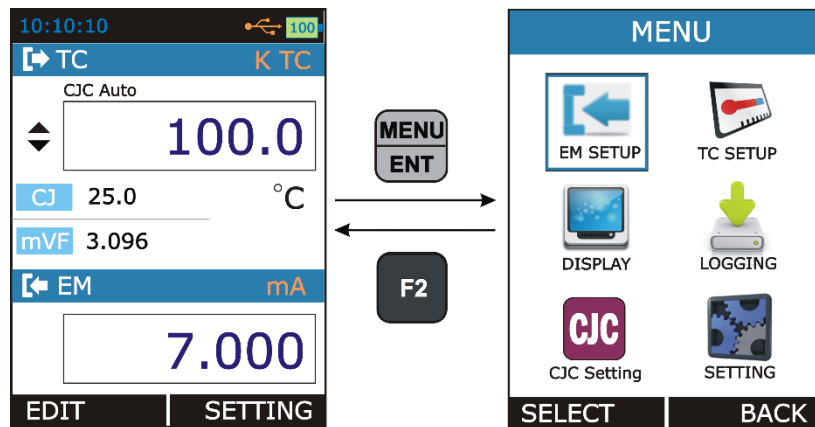 10:10:10 100
TC K TC
CJC Auto
100.0
CJ 25.0 °C
mVF 3.096
EM mA
7.000
EDIT SETTING
MENU
ENT
F2
MENU
EM SETUP TC SETUP
DISPLAY LOGGING
CJC
CJC Setting SETTING
SELECT BACK